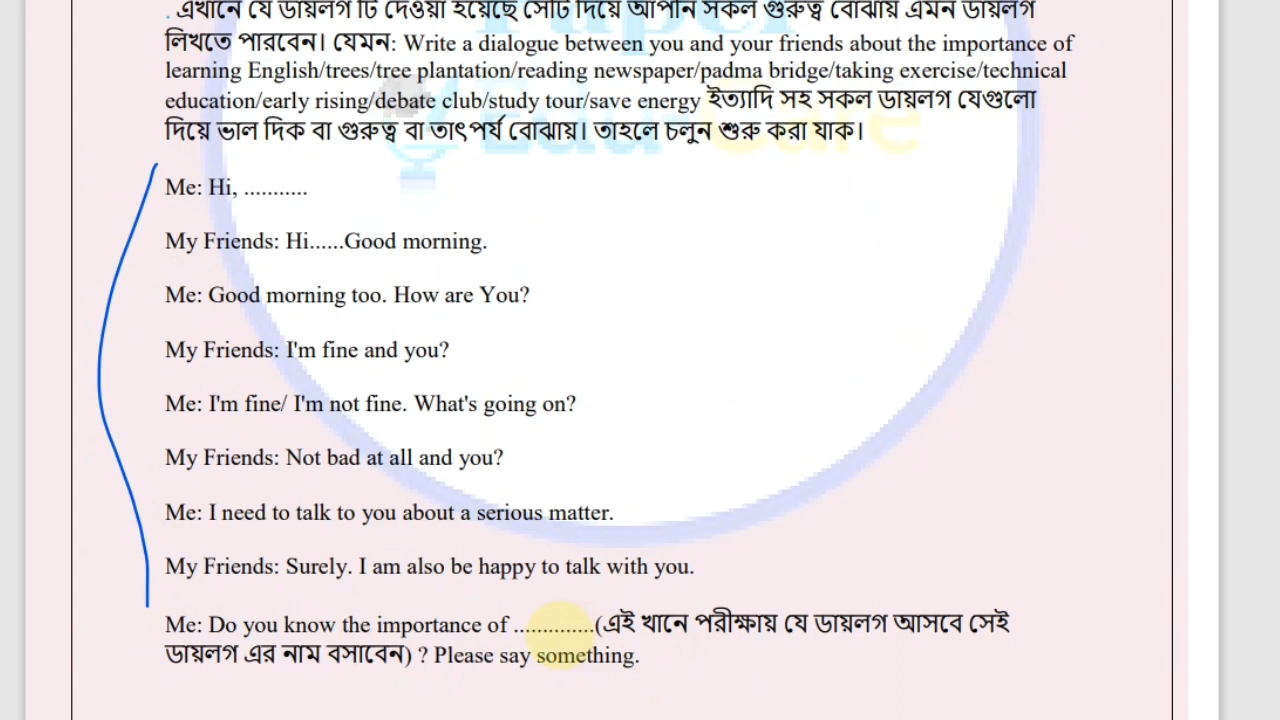 . এখানে যে ডায়লগ টি দেওয়া হয়েছে সেটি দিয়ে আপনি সকল গুরুত্ব বোঝায় এমন ডায়লগ
লিখতে পারবেন। যেমন: Write a dialogue between you and your friends about the importance of
learning English/trees/tree plantation/reading newspaper/padma bridge/taking exercise/technical
education/early rising/debate club/study tour/save energy ইত্যাদি সহ সকল ডায়লগ যেগুলো
দিয়ে ভাল দিক বা গুরুত্ব বা তাৎপর্য বোঝায়। তাহলে চলুন শুরু করা যাক।
Me: Hi, ...........
My Friends: Hi......Good morning.
Me: Good morning too. How are You?
My Friends: I'm fine and you?
Me: I'm fine/ I'm not fine. What's going on?
My Friends: Not bad at all and you?
Me: I need to talk to you about a serious matter.
My Friends: Surely. I am also be happy to talk with you.
Me: Do you know the importance of ..............(এই খানে পরীক্ষায় যে ডায়লগ আসবে সেই
ডায়লগ এর নাম বসাবেন) ? Please say something.
Paper
Edu Care